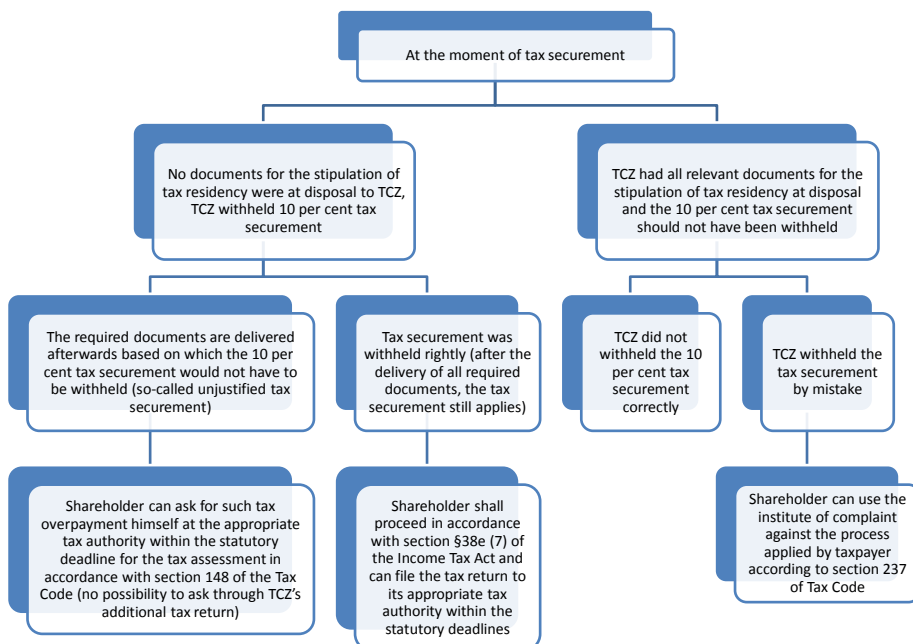 At the moment of tax securement
No documents for the stipulation of
tax residency were at disposal to TCZ,
TCZ withheld 10 per cent tax
securement
TCZ had all relevant documents for the
stipulation of tax residency at disposal
and the 10 per cent tax securement
should not have been withheld
The required documents are delivered
afterwards based on which the 10 per
cent tax securement would not have to
be withheld (so-called unjustified tax
securement)
Tax securement was
withheld rightly (after the
delivery of all required
documents, the tax
securement still applies)
TCZ did not
withheld the 10
per cent tax
securement
correctly
TCZ withheld the
tax securement
by mistake
Shareholder can ask for such tax
overpayment himself at the appropriate
tax authority within the statutory
deadline for the tax assessment in
accordance with section 148 of the Tax
Code (no possibility to ask through TCZ's
additional tax return)
Shareholder shall
proceed in accordance
with section §38e (7) of
the Income Tax Act and
can file the tax return to
its appropriate tax
authority within the
statutory deadlines
Shareholder can use the
institute of complaint
against the process
applied by taxpayer
according to section 237
of Tax Code